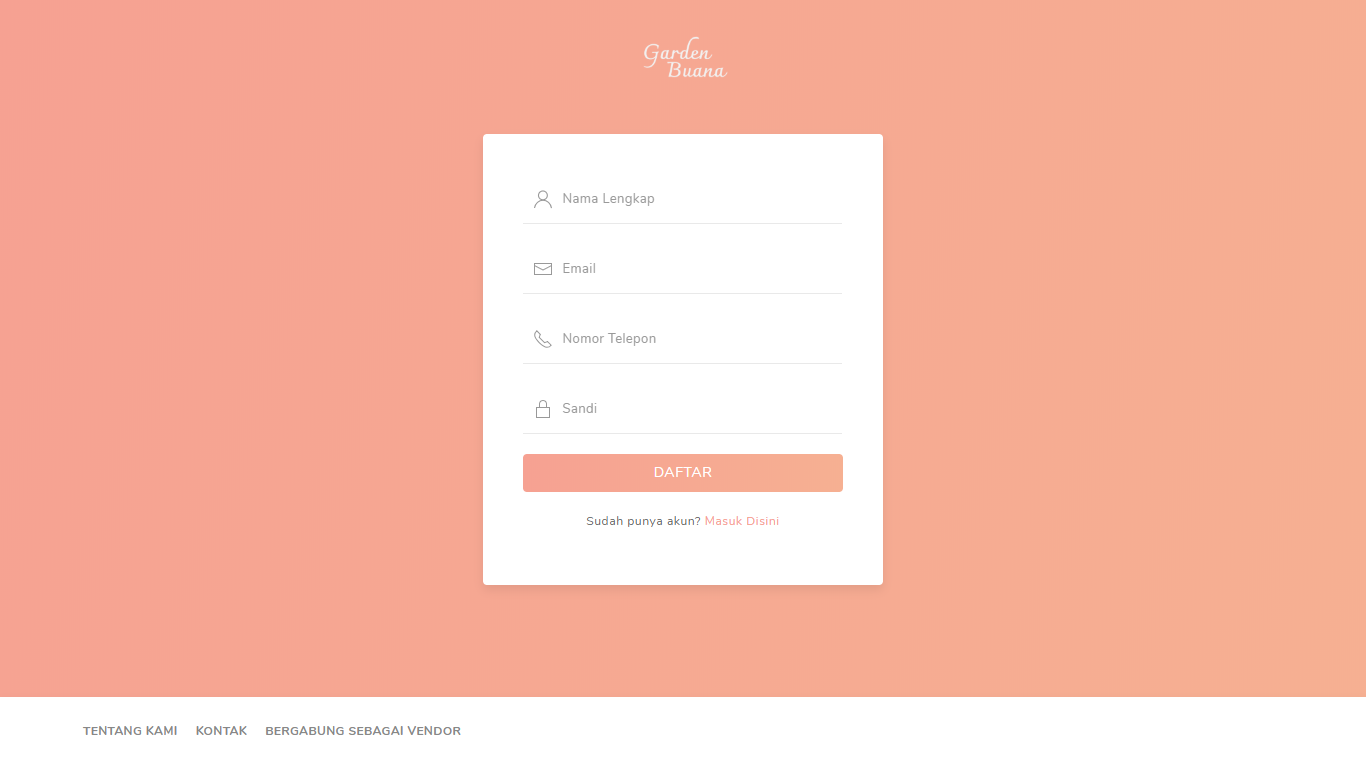 Garden
Buana
Nama Lengkap
Email
Nomor Telepon
Sandi
DAFTAR
Sudah punya akun? Masuk Disini
TENTANG KAMI KONTAK BERGABUNG SEBAGAI VENDOR